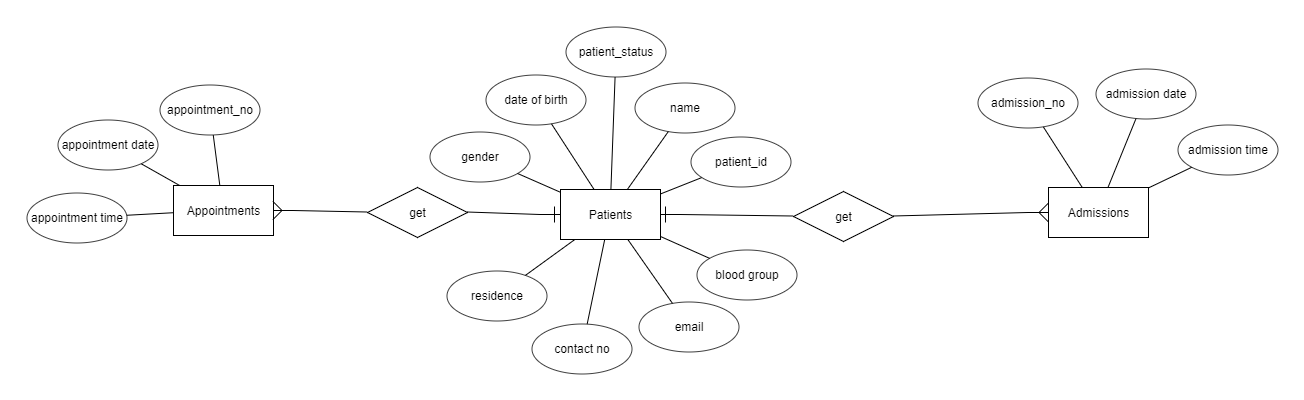 patient_status
date of birth
name
appointment_no
admission_no
admission date
appointment date
gender
patient_id
admission time
appointment time
Appointments
get
Patients
get
Admissions
residence
blood group
contact no
email